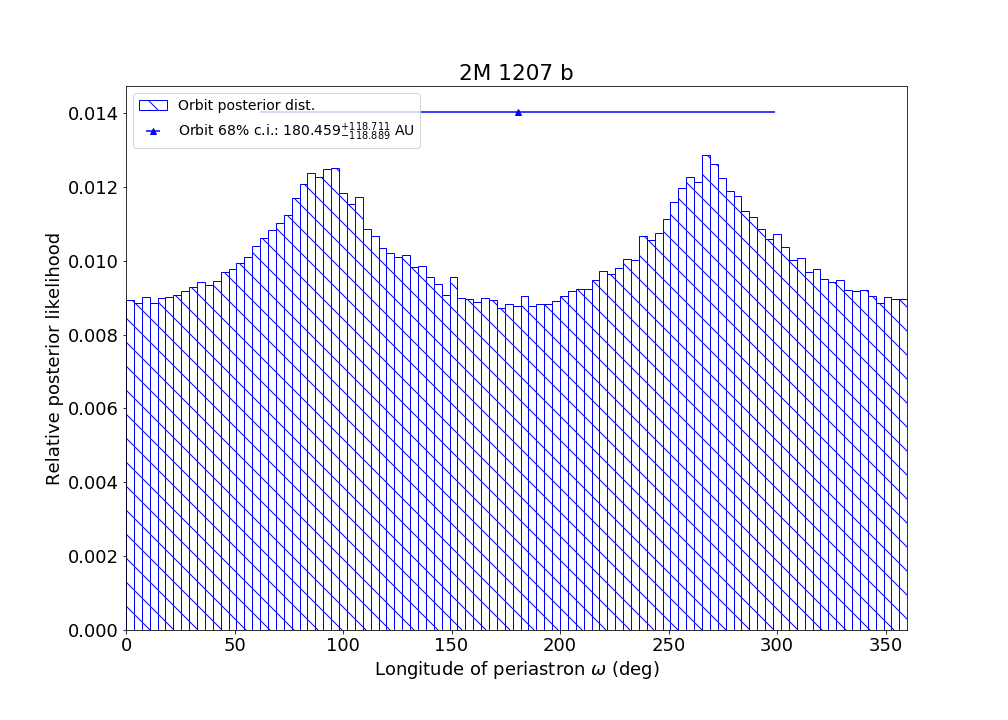 2M 1207 b
Orbit posterior dist.
Orbit 68% c.i.: 180.459+118.711 −118.889 AU
0.014
0.012
0.010
0.008
0.006
0.004
0.002
0.000
Relative posterior likelihood
0 50 100 150 200 250 300 350
Longitude of periastron ω (deg)